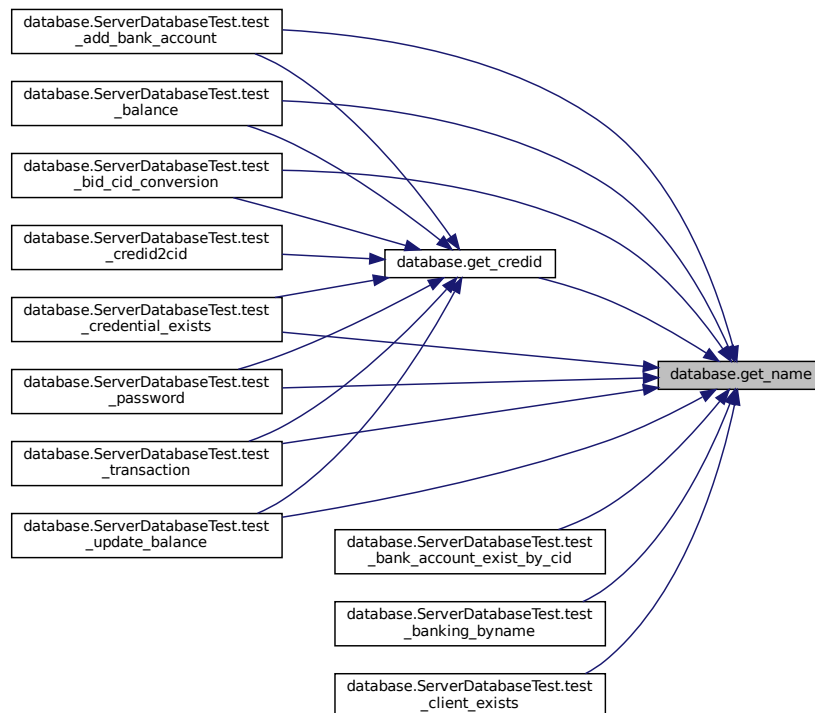 database.ServerDatabaseTest.test
_add_bank_account
database.ServerDatabaseTest.test
_balance
database.ServerDatabaseTest.test
_bid_cid_conversion
database.ServerDatabaseTest.test
_credid2cid
database.get_credid
database.ServerDatabaseTest.test
_credential_exists
database.get_name
database.ServerDatabaseTest.test
_password
database.ServerDatabaseTest.test
_transaction
database.ServerDatabaseTest.test
_update_balance
database.ServerDatabaseTest.test
_bank_account_exist_by_cid
database.ServerDatabaseTest.test
_banking_byname
database.ServerDatabaseTest.test
_client_exists